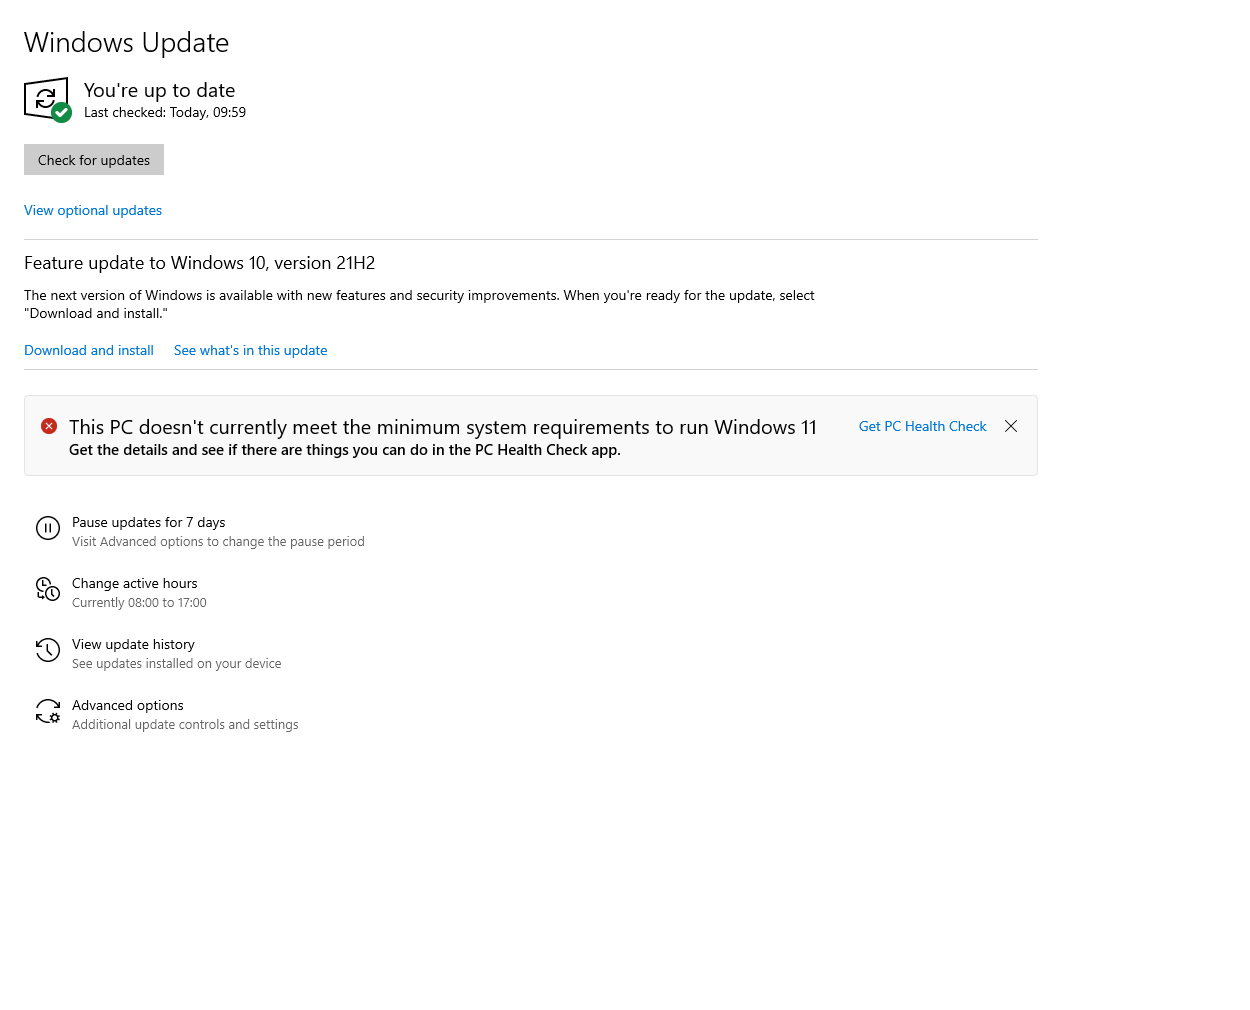 Windows Update
You're up to date
Last checked: Today, 09:59
Check for updates
View optional updates
Feature update to Windows 10, version 21H2
The next version of Windows is available with new features and security improvements. When you're ready for the update, select
"Download and install."
Download and install See what's in this update
This PC doesn't currently meet the minimum system requirements to run Windows 11
Get PC Health Check
Get the details and see if there are things you can do in the PC Health Check app.
Pause updates for 7 days
Visit Advanced options to change the pause period
Change active hours
Currently 08:00 to 17:00
View update history
See updates installed on your device
Advanced options
Additional update controls and settings